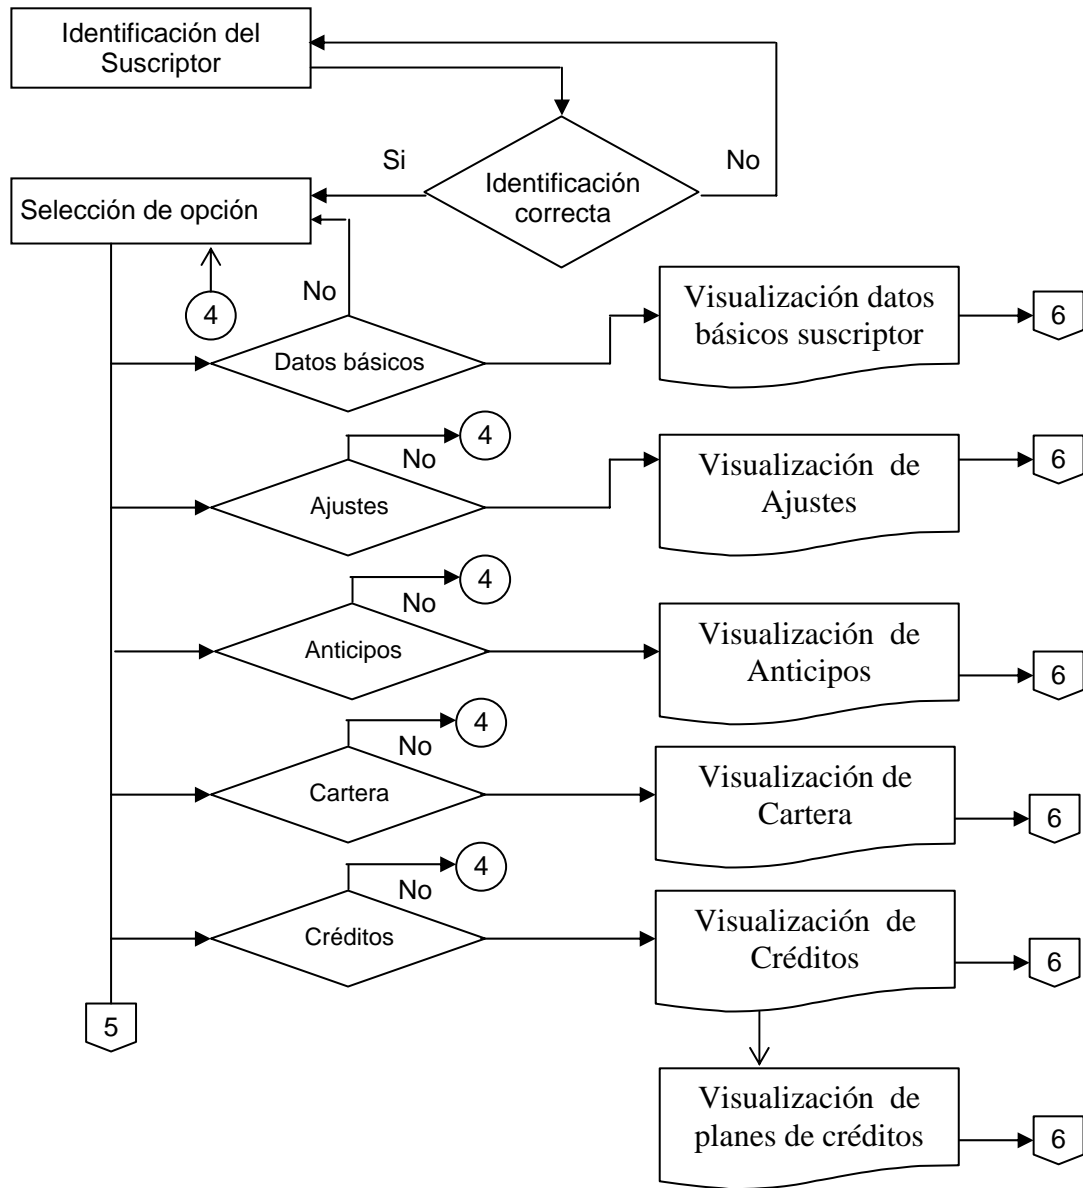 Identificación del
Suscriptor
Si
No
Identificación
correcta
Selección de opción
No
4
Datos básicos
Visualización datos
básicos suscriptor
6
4
No
Ajustes
Visualización de
Ajustes
6
4
No
Anticipos
Visualización de
Anticipos
6
4
No
Cartera
Visualización de
Cartera
6
4
No
Créditos
Visualización de
Créditos
6
5
Visualización de
planes de créditos
6